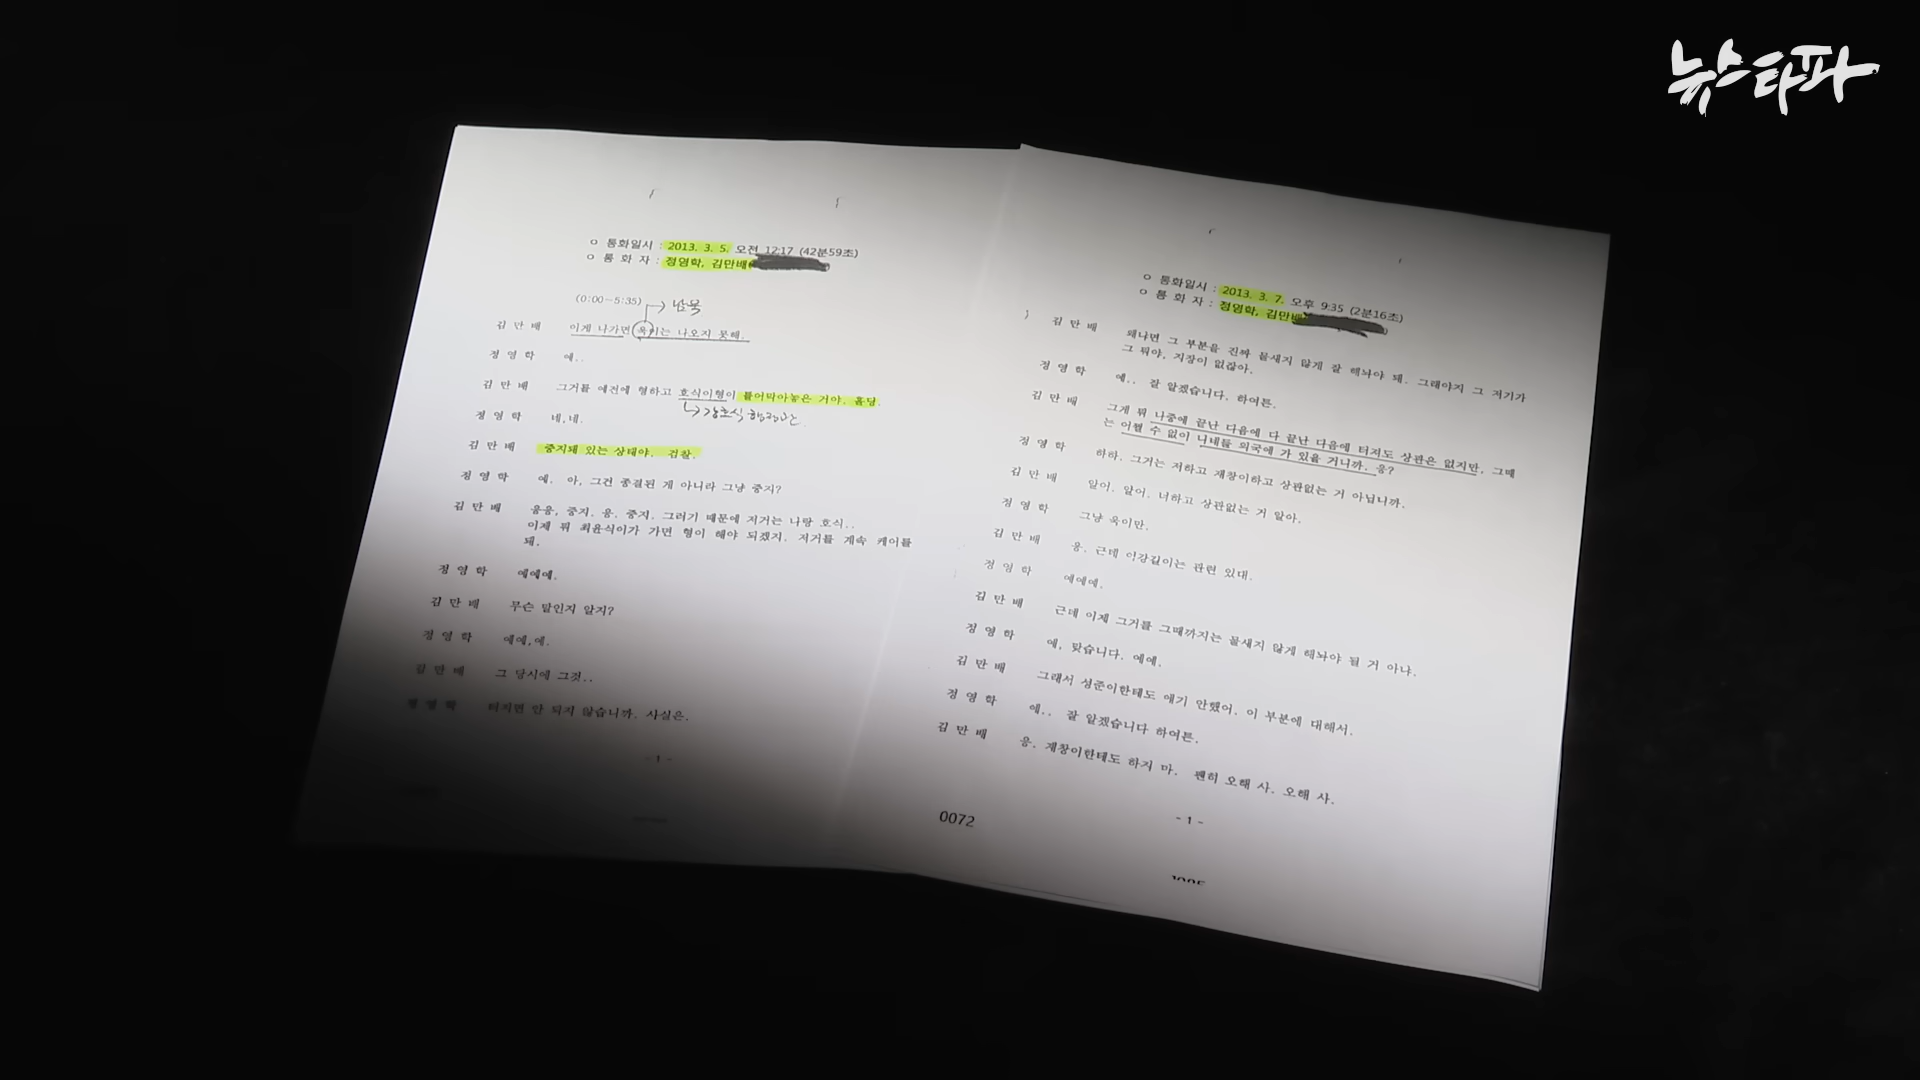 뉴스타파
ㅇ 통화일시 : 2013. 3. 5. 오전 12:17 (42분59초)
ㅇ 통 화 자 : 정영학, 김만배
(0:00~5:35)
남욱
김 만 배 이게 나가면 욱이는 나오지 못해.
정 영 학 예..
김 만 배 그거를 예전에 형하고 호식이형이 틀어막아놓은 거야. 홀딩.
강호식 행정관
정 영 학 네,네.
김 만 배 중지돼 있는 상태야. 검찰.
정 영 학 예. 아, 그건 종결된 게 아니라 그냥 중지?
김 만 배 응응, 중지. 응. 중지. 그러기 때문에 저거는 나랑 호식..
이제 뭐 최윤식이가 가면 형이 해야 되겠지. 저거를 계속 케어를
돼.
정 영 학 예예예.
김 만 배 무슨 말인지 알지?
정 영 학 예예,예.
김 만 배 그 당시에 그것..
정 영 학 터지면 안 되지 않습니까. 사실은.
- 1 -
0072
ㅇ 통화일시 : 2013. 3. 7. 오후 9:35 (2분16초)
ㅇ 통 화 자 : 정영학, 김만배
김 만 배 왜냐면 그 부분을 진짜 물새지 않게 잘 해놔야 돼. 그래야지 그 저기가
그 뭐야, 지장이 없잖아.
정 영 학 예.. 잘 알겠습니다. 하여튼.
김 만 배 그게 뭐 나중에 끝난 다음에 다 끝난 다음에 터져도 상관은 없지만, 그때
는 어쩔 수 없이 니네들 외국에 가 있을 거니까. 응?
정 영 학 하하. 그거는 저하고 재창이하고 상관없는 거 아닙니까.
김 만 배 알어. 알어. 너하고 상관없는 거 알아.
정 영 학 그냥 욱이만.
김 만 배 응. 근데 이강길이는 관련 있대.
정 영 학 예예예.
김 만 배 근데 이제 그거를 그때까지는 물새지 않게 해놔야 될 거 아냐.
정 영 학 예, 맞습니다. 예예.
김 만 배 그래서 성준이한테도 얘기 안했어. 이 부분에 대해서.
정 영 학 예.. 잘 알겠습니다 하여튼.
김 만 배 응. 재창이한테도 하지 마. 괜히 오해 사. 오해 사.
- 1 -